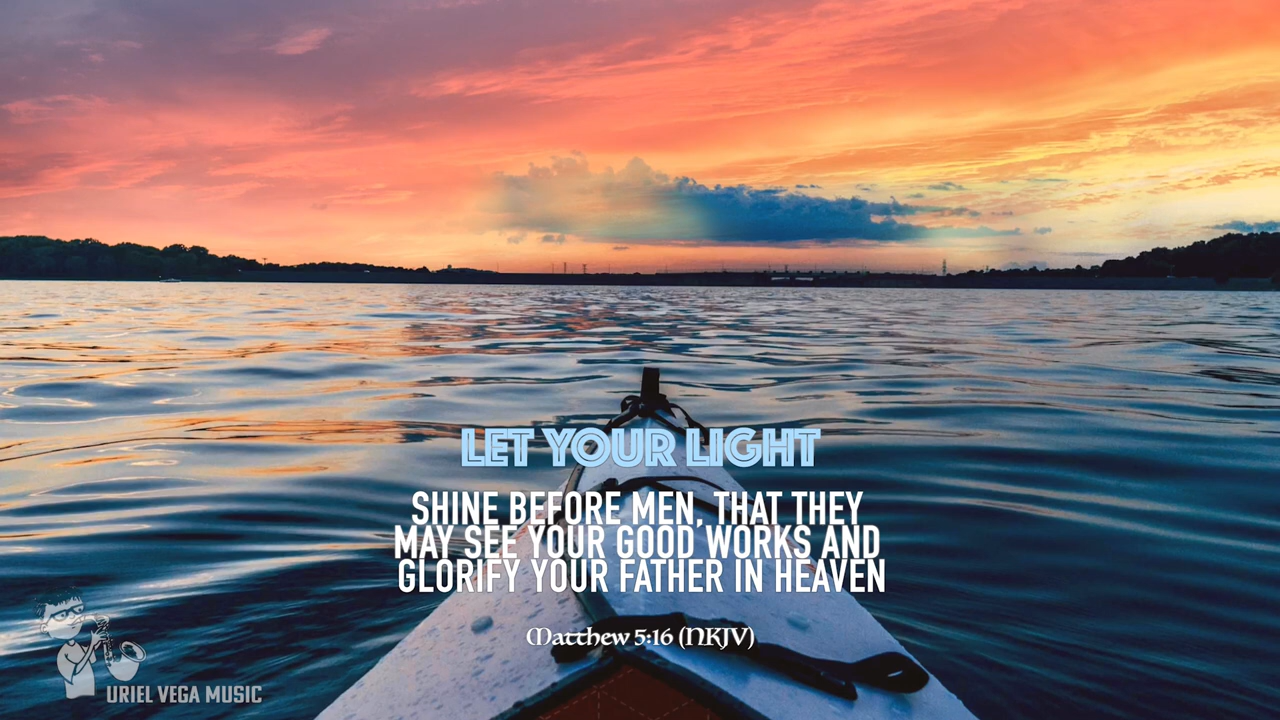 LET YOUR LIGHT
SHINE BEFORE MEN, THAT THEY
MAY SEE YOUR GOOD WORKS AND
GLORIFY YOUR FATHER IN HEAVEN
Matthew 5:16 (NKJV)
URIEL VEGA MUSIC